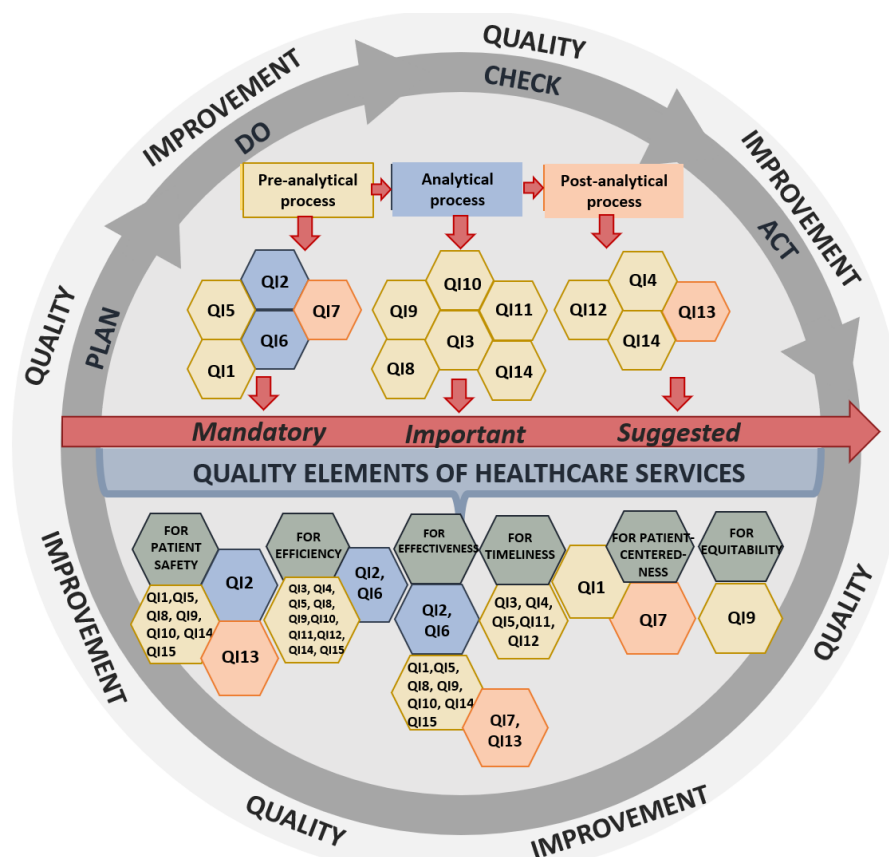 QUALITY
IMPROVEMENT
QUALITY
IMPROVEMENT
QUALITY
IMPROVEMENT
QUALITY
IMPROVEMENT
PLAN
DO
CHECK
ACT
Pre-analytical
process
Analytical
process
Post-analytical
process
QI2
QI5
QI7
QI6
QI1
QI10
QI9
QI11
QI3
QI8
QI14
QI4
QI12
QI13
QI14
Mandatory
Important
Suggested
QUALITY ELEMENTS OF HEALTHCARE SERVICES
FOR
PATIENT
SAFETY
QI2
QI1,QI5,
QI8, QI9,
QI10, QI14
QI15
QI13
FOR
EFFICIENCY
QI2,
QI6
QI3, QI4,
QI5, QI8,
QI9,QI10,
QI11,QI12,
QI14, QI15
FOR
EFFECTIVENESS
QI2,
QI6
QI1,QI5,
QI8, QI9,
QI10, QI14
QI15
QI7,
QI13
FOR
TIMELINESS
QI3, QI4,
QI5,QI11,
QI12
QI1
FOR PATIENT-
CENTERED-
NESS
QI7
FOR
EQUITABILITY
QI9